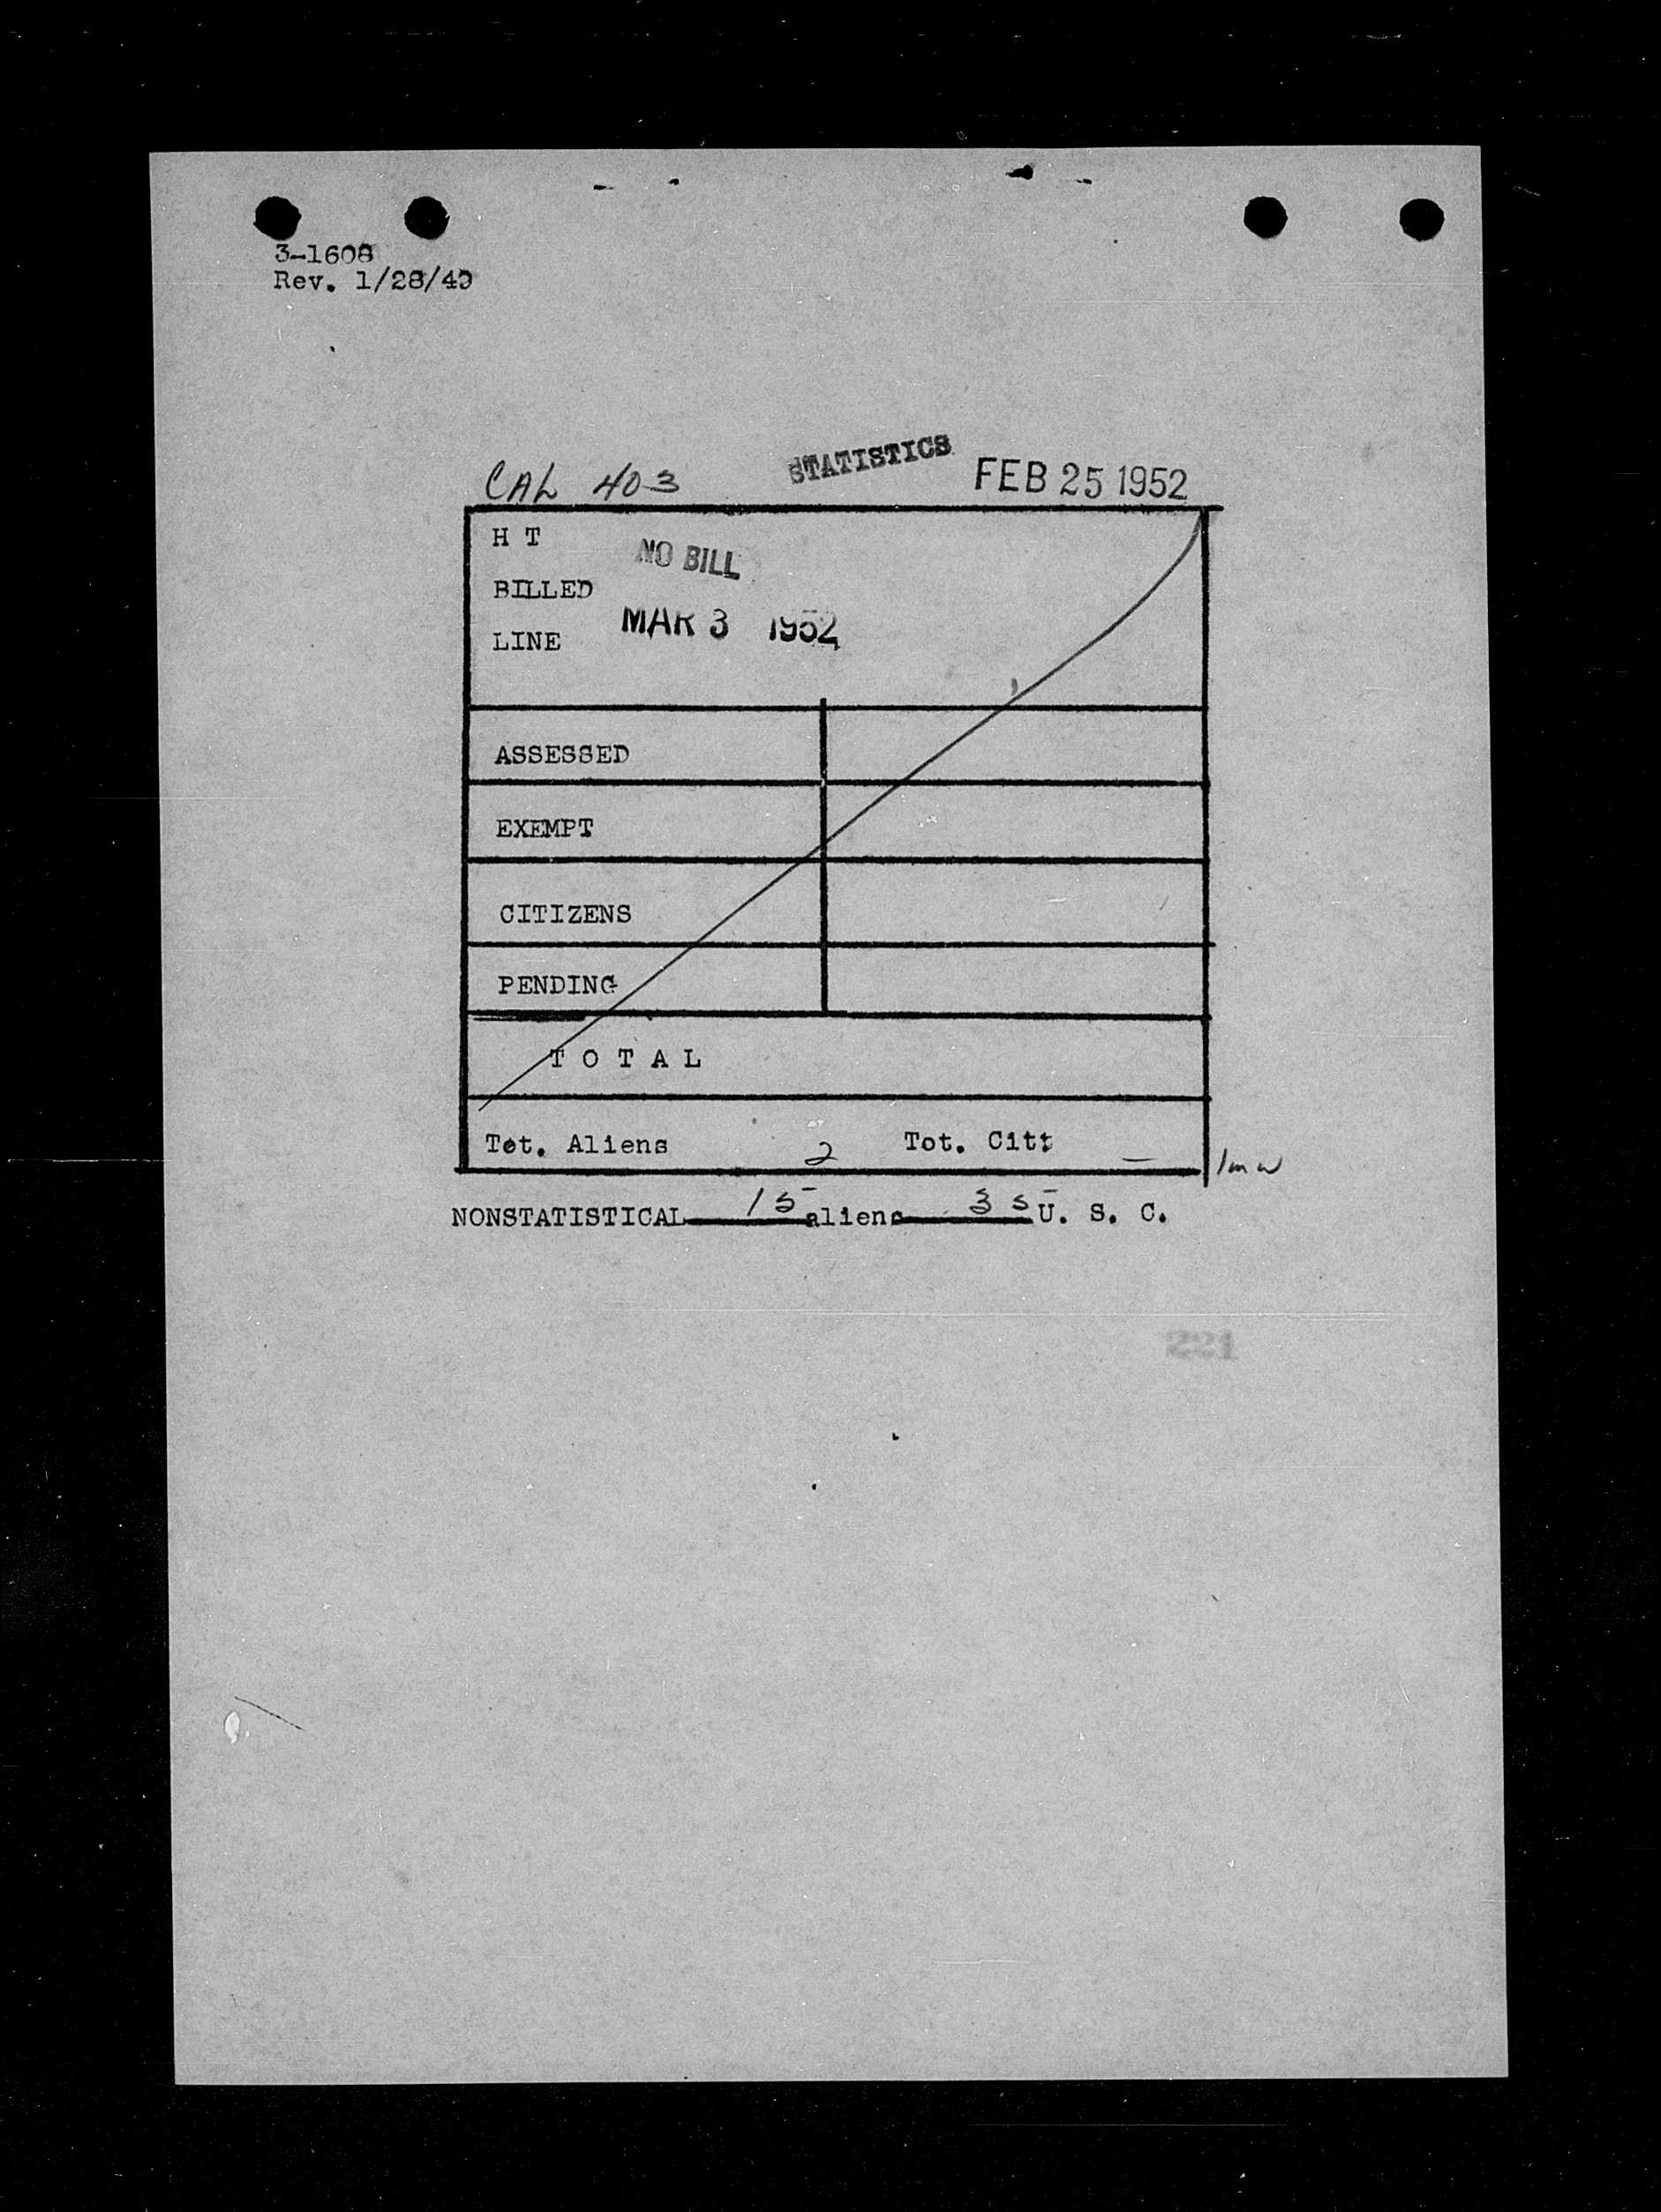 3-1608
Rev. 1/28/49
CAL 403 STATISTICS FEB 25 1952
H T
NO BILL
BILLED
MAR 3 1952
LINE
ASSESSED
EXEMPT
CITIZENS
PENDING
T O T A L
Tot. Aliens 2 Tot. Citz —
NONSTATISTICAL 15 aliens 35 U. S. C.
221